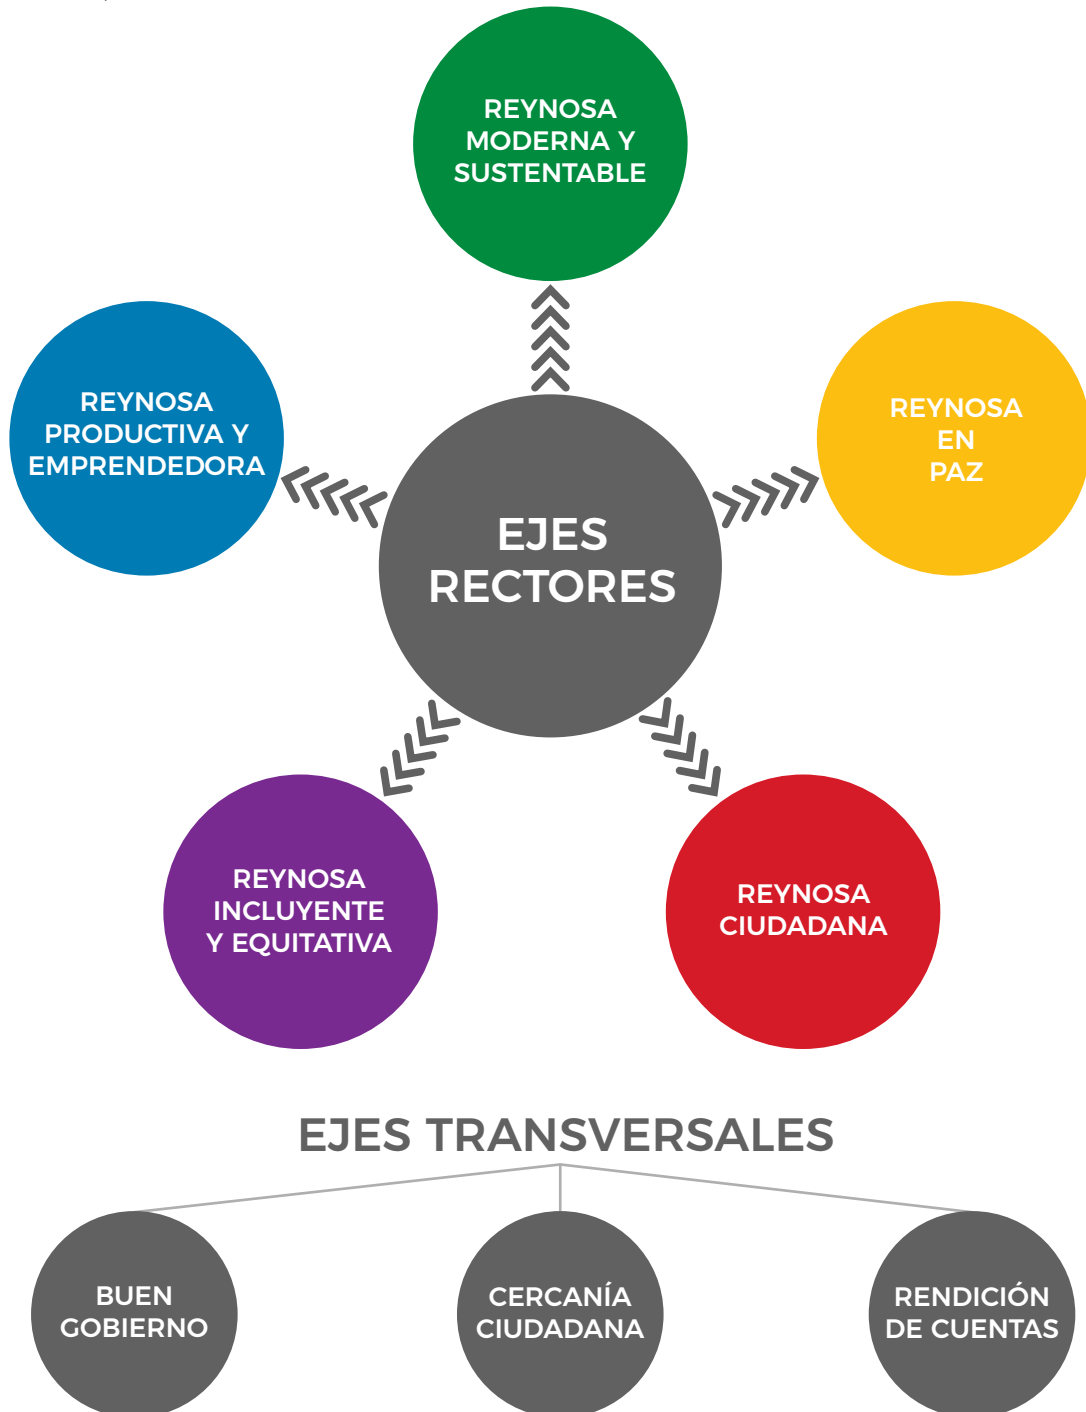 REYNOSA
MODERNA Y
SUSTENTABLE
REYNOSA
PRODUCTIVA Y
EMPRENDEDORA
REYNOSA
EN
PAZ
EJES
RECTORES
REYNOSA
INCLUYENTE
Y EQUITATIVA
REYNOSA
CIUDADANA
EJES TRANSVERSALES
BUEN
GOBIERNO
CERCANÍA
CIUDADANA
RENDICIÓN
DE CUENTAS